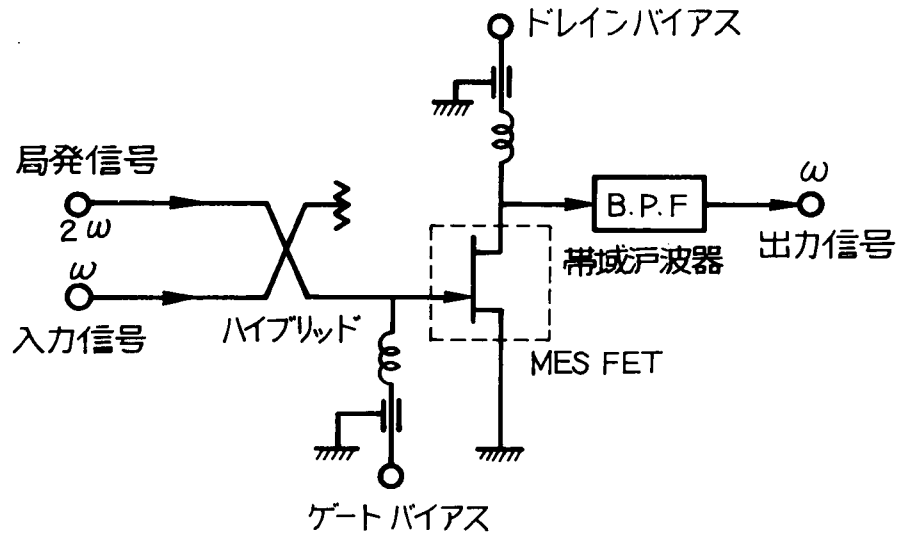 ドレインバイアス
局発信号
2ω
ω
入力信号
ハイブリッド
B.P.F
帯域沪波器
ω
出力信号
MES FET
ゲート バイアス